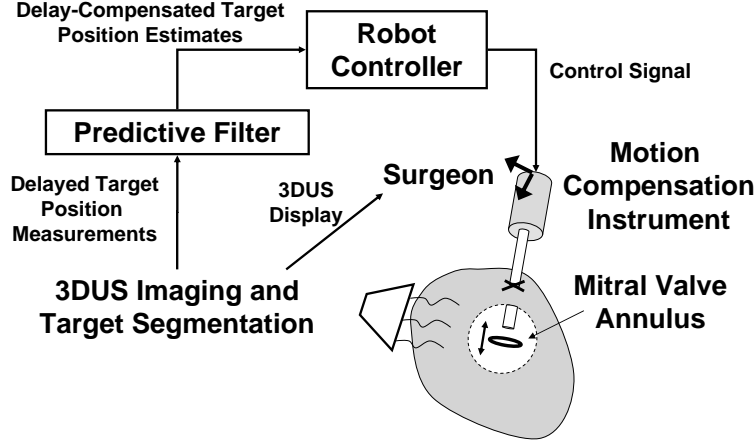 Delay-Compensated Target
Position Estimates
Robot
Controller
Control Signal
Predictive Filter
Delayed Target
Position
Measurements
3DUS
Display
Surgeon
Motion
Compensation
Instrument
3DUS Imaging and
Target Segmentation
Mitral Valve
Annulus